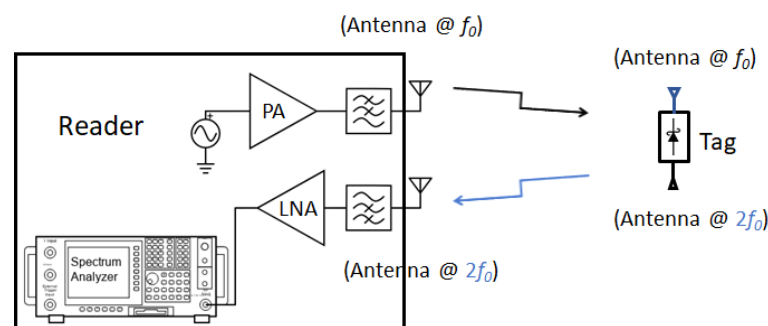 (Antenna @ f₀)
(Antenna @ f₀)
PA
Reader
Tag
LNA
Spectrum
Analyzer
(Antenna @ 2f₀)
(Antenna @ 2f₀)